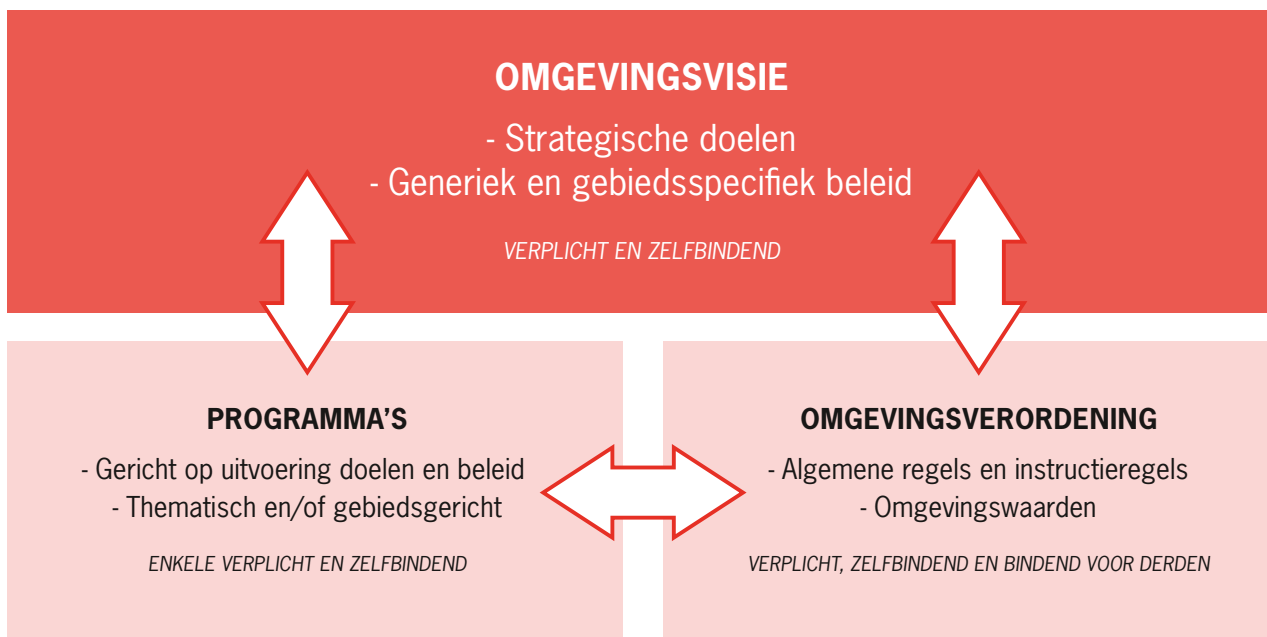 OMGEVINGSVISIE
- Strategische doelen
- Generiek en gebiedsspecifiek beleid
VERPLICHT EN ZELFBINDEND
PROGRAMMA'S
- Gericht op uitvoering doelen en beleid
- Thematisch en/of gebiedsgericht
ENKELE VERPLICHT EN ZELFBINDEND
OMGEVINGSVERORDENING
- Algemene regels en instructieregels
- Omgevingswaarden
VERPLICHT, ZELFBINDEND EN BINDEND VOOR DERDEN